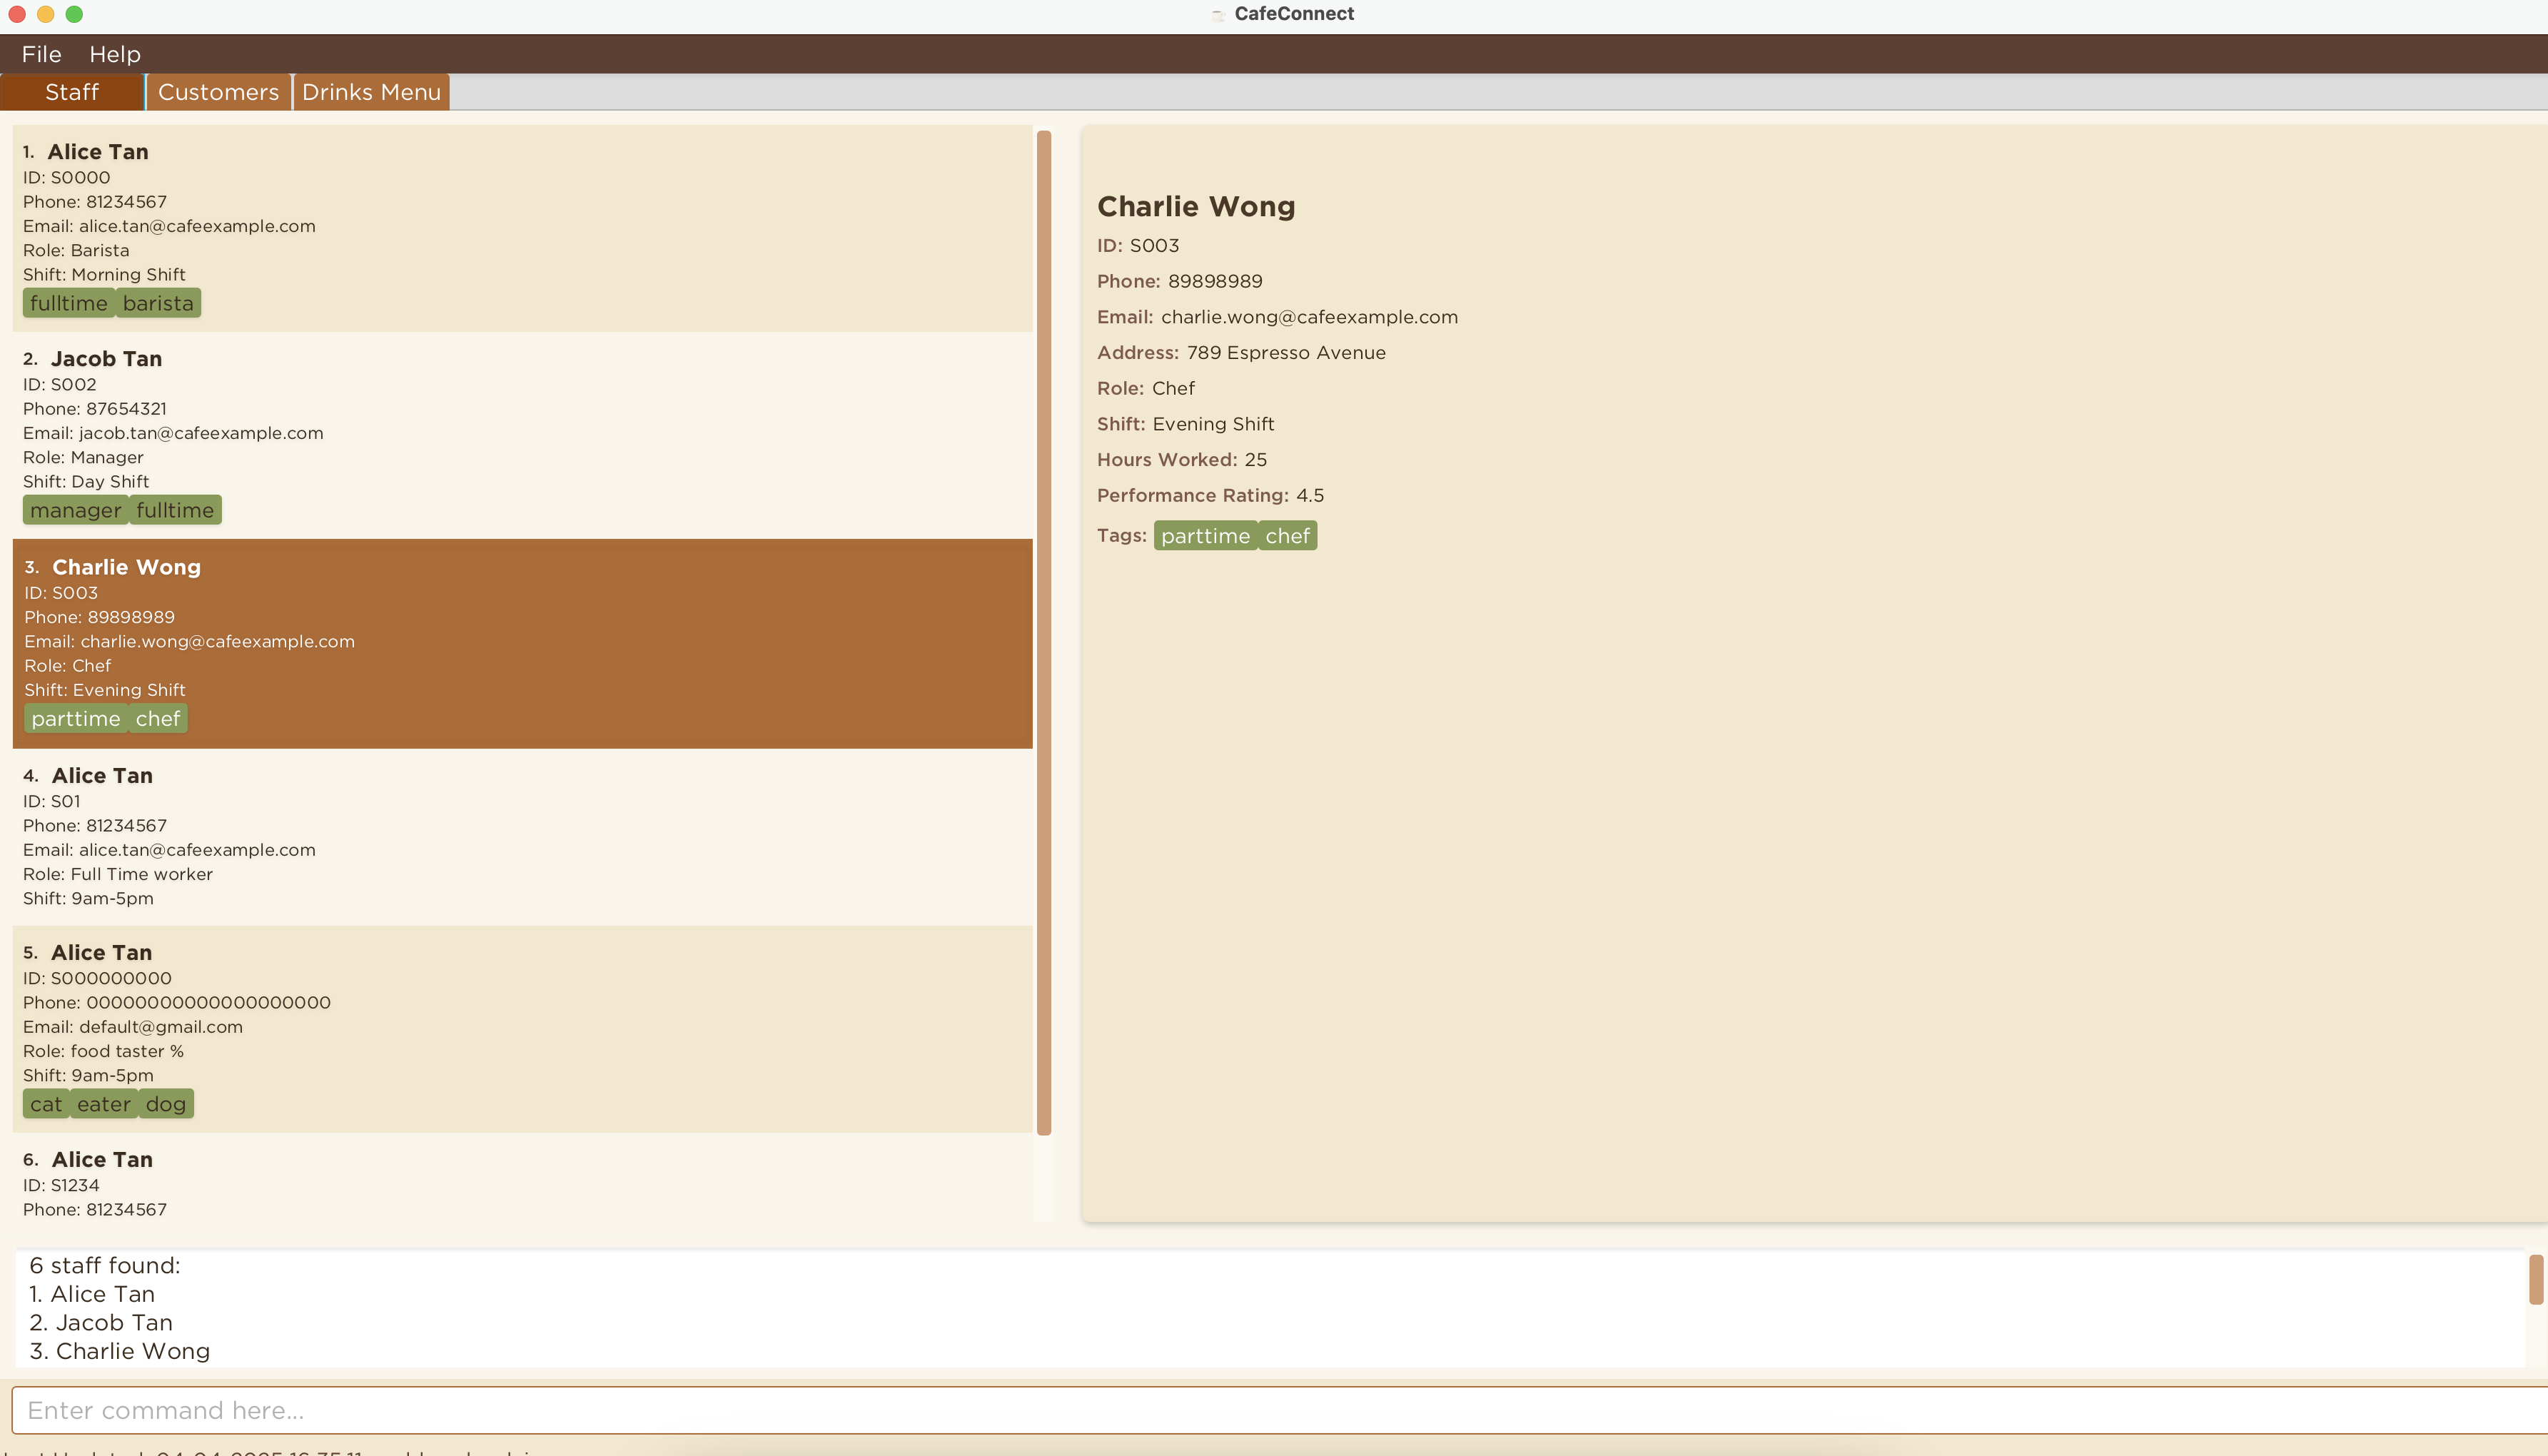 CafeConnect
File Help
Staff Customers Drinks Menu
1. Alice Tan
ID: S0000
Phone: 81234567
Email: alice.tan@cafeexample.com
Role: Barista
Shift: Morning Shift
fulltime barista
2. Jacob Tan
ID: S002
Phone: 87654321
Email: jacob.tan@cafeexample.com
Role: Manager
Shift: Day Shift
manager fulltime
3. Charlie Wong
ID: S003
Phone: 89898989
Email: charlie.wong@cafeexample.com
Role: Chef
Shift: Evening Shift
parttime chef
4. Alice Tan
ID: S01
Phone: 81234567
Email: alice.tan@cafeexample.com
Role: Full Time worker
Shift: 9am-5pm
5. Alice Tan
ID: S000000000
Phone: 00000000000000000000
Email: default@gmail.com
Role: food taster %
Shift: 9am-5pm
cat eater dog
6. Alice Tan
ID: S1234
Phone: 81234567
Charlie Wong
ID: S003
Phone: 89898989
Email: charlie.wong@cafeexample.com
Address: 789 Espresso Avenue
Role: Chef
Shift: Evening Shift
Hours Worked: 25
Performance Rating: 4.5
Tags: parttime chef
6 staff found:
1. Alice Tan
2. Jacob Tan
3. Charlie Wong
Enter command here...